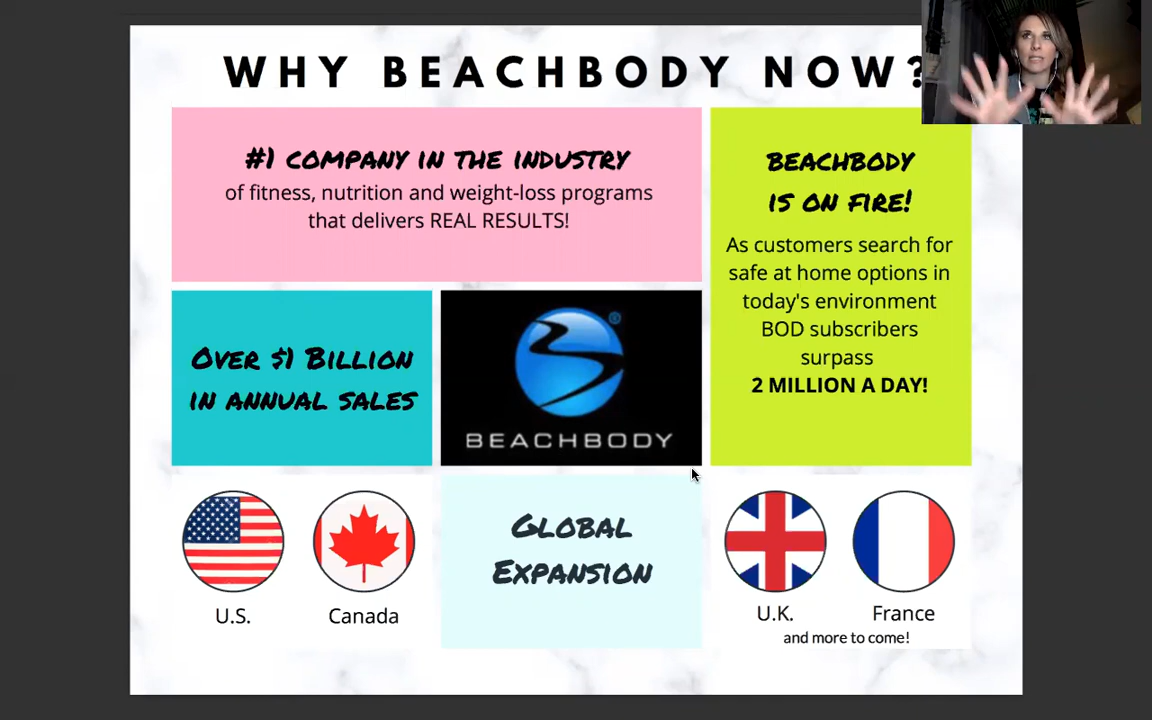 WHY BEACHBODY NOW?
#1 COMPANY IN THE INDUSTRY
of fitness, nutrition and weight-loss programs
that delivers REAL RESULTS!
BEACHBODY
IS ON FIRE!
As customers search for
safe at home options in
today's environment
BOD subscribers
surpass
2 MILLION A DAY!
OVER $1 BILLION
IN ANNUAL SALES
®
BEACHBODY
GLOBAL
EXPANSION
U.S.
Canada
U.K.
France
and more to come!